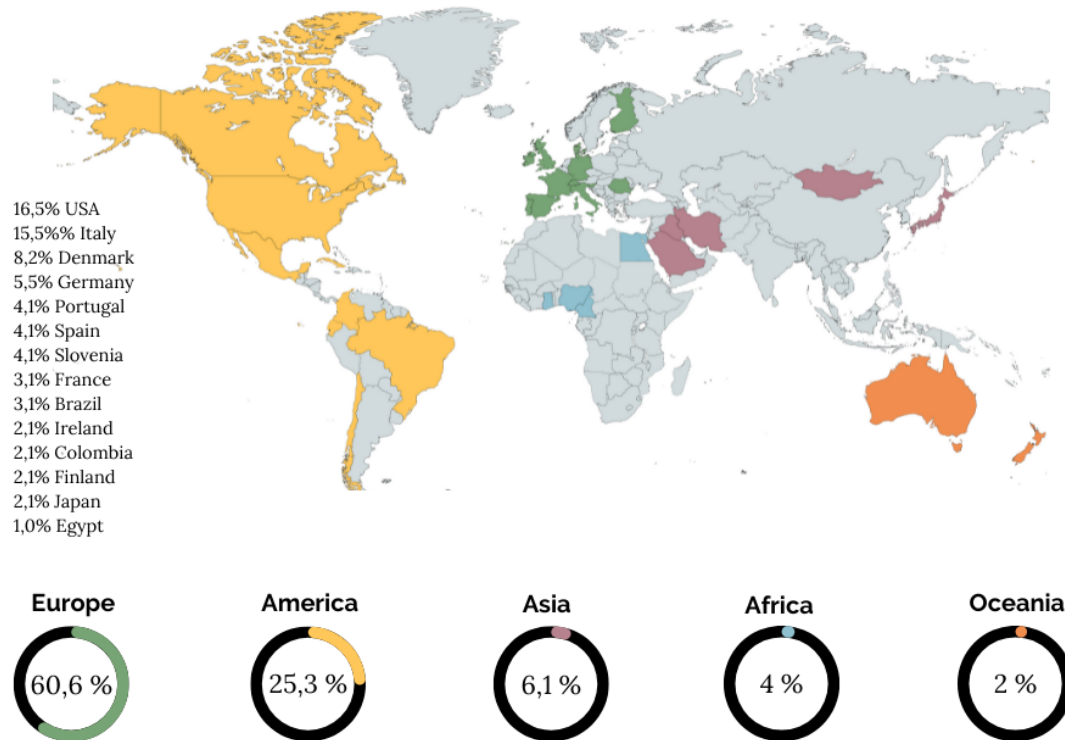 16,5% USA
15,5%% Italy
8,2% Denmark
5,5% Germany
4,1% Portugal
4,1% Spain
4,1% Slovenia
3,1% France
3,1% Brazil
2,1% Ireland
2,1% Colombia
2,1% Finland
2,1% Japan
1,0% Egypt
Europe
America
Asia
Africa
Oceania
60,6 %
25,3 %
6,1 %
4 %
2 %